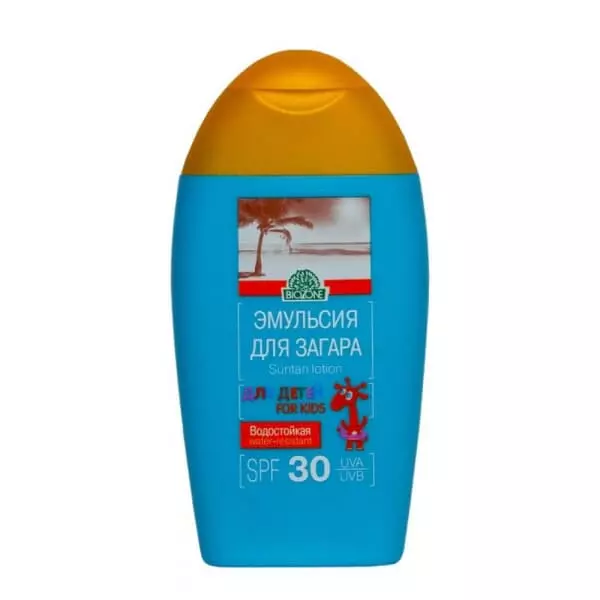 BIOZONE
ЭМУЛЬСИЯ
ДЛЯ ЗАГАРА
Suntan lotion
ДЛЯ ДЕТЕЙ
FOR KIDS
Водостойкая
water-resistant
SPF 30 UVA
UVB